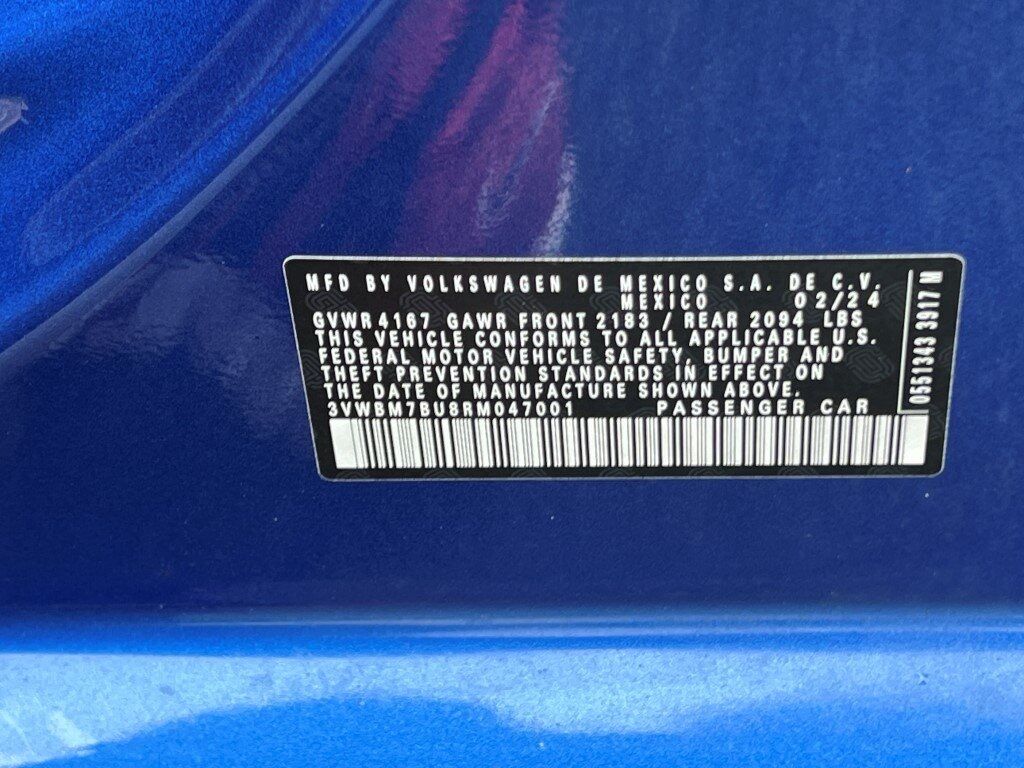 MFD BY VOLKSWAGEN DE MEXICO S.A. DE C.V.
MEXICO 02/24
GVWR 4167 GAWR FRONT 2183 / REAR 2094 LBS
THIS VEHICLE CONFORMS TO ALL APPLICABLE U.S.
FEDERAL MOTOR VEHICLE SAFETY, BUMPER AND
THEFT PREVENTION STANDARDS IN EFFECT ON
THE DATE OF MANUFACTURE SHOWN ABOVE.
3VWBM7BU8RM047001 PASSENGER CAR
0551343 3917 M